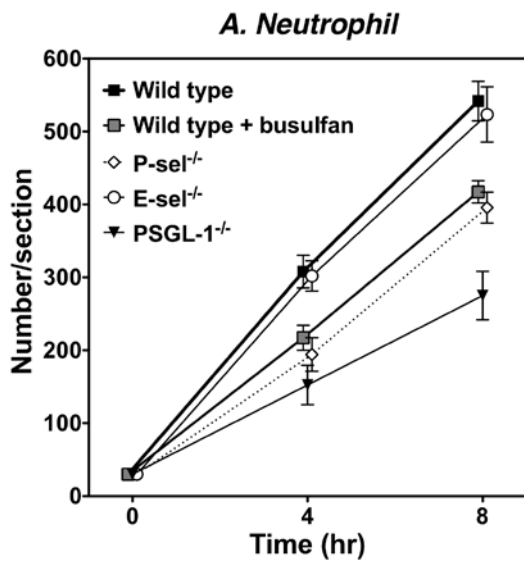 A. Neutrophil
600
500
400
300
200
100
0
Number/section
Wild type
Wild type + busulfan
P-sel⁻/⁻
E-sel⁻/⁻
PSGL-1⁻/⁻
0 4 8
Time (hr)